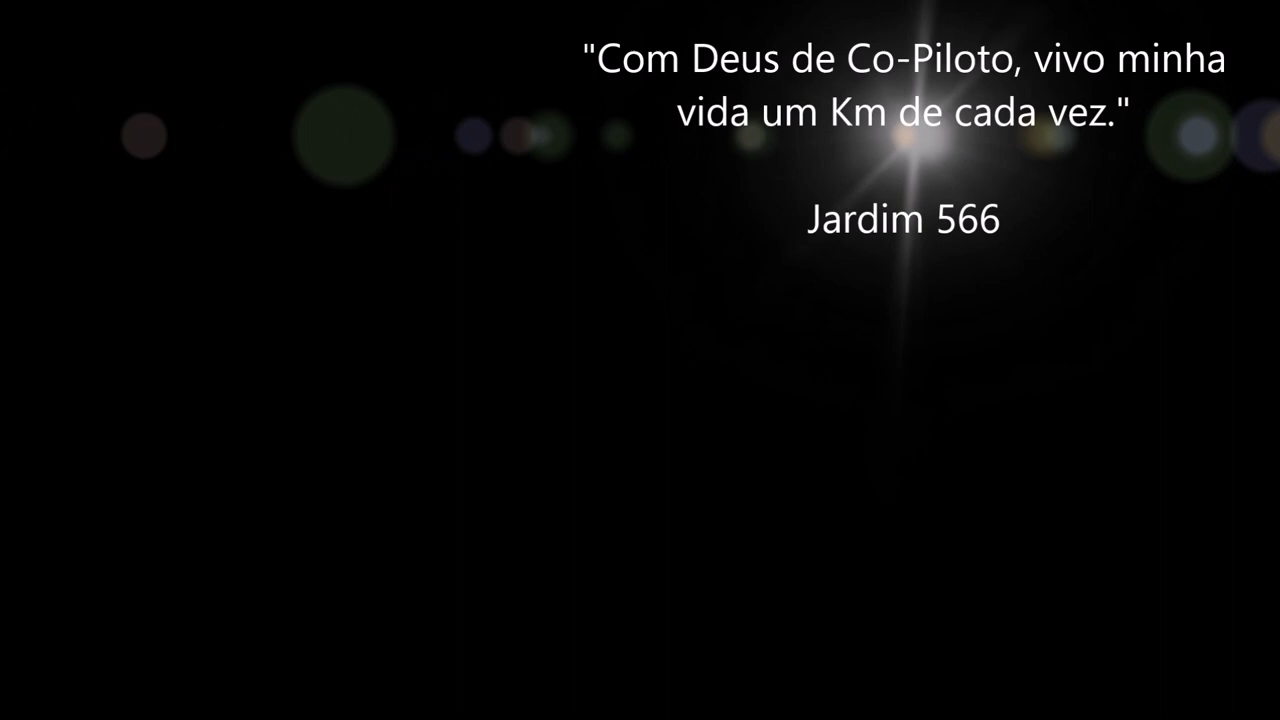 "Com Deus de Co-Piloto, vivo minha
vida um Km de cada vez."
Jardim 566